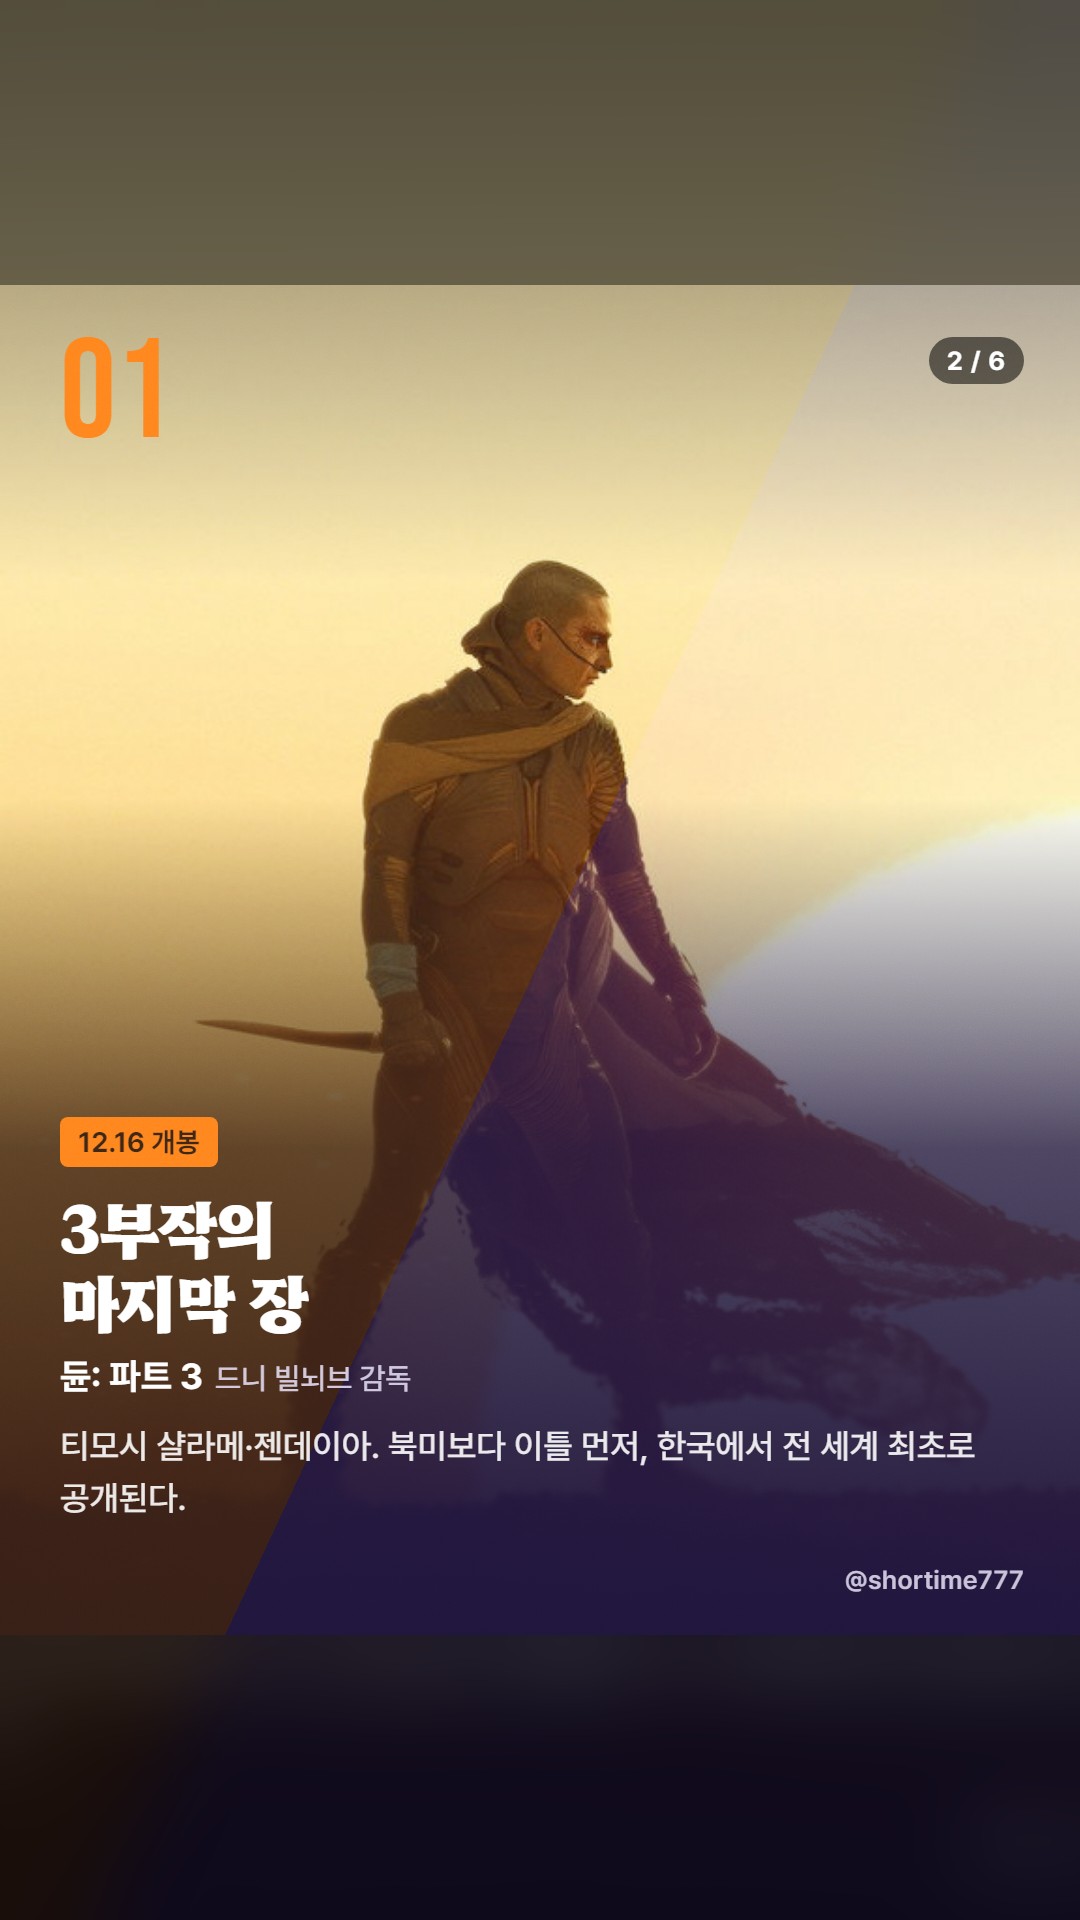 01
2 / 6
12.16 개봉
3부작의
마지막 장
듄: 파트 3 드니 빌뇌브 감독
티모시 샬라메·젠데이아. 북미보다 이틀 먼저, 한국에서 전 세계 최초로
공개된다.
@shortime777